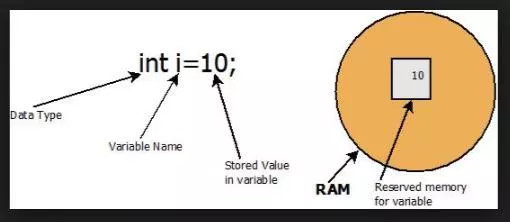 int i=10;
10
Data Type
Variable Name
Stored Value
in variable
RAM
Reserved memory
for variable